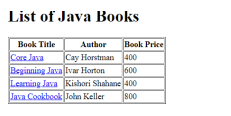 List of Java Books
Book Title Author Book Price
Core Java Cay Horstman 400
Beginning Java Ivar Horton 600
Learning Java Kishori Shahane 400
Java Cookbook John Keller 800